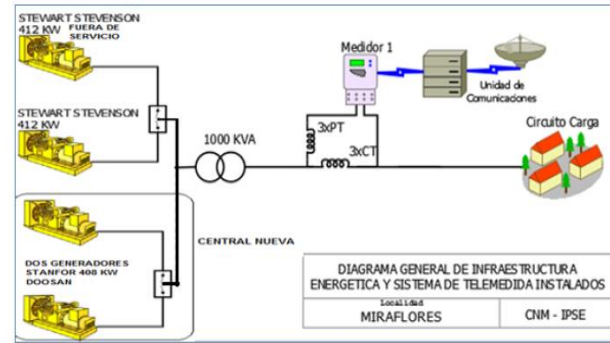 STEWART STEVENSON
412 KW FUERA DE
SERVICIO
STEWART STEVENSON
412 KW
1000 KVA
Medidor 1
3xPT
3xCT
Unidad de
Comunicaciones
Circuito Carga
CENTRAL NUEVA
DOS GENERADORES
STANFOR 408 KW
DOOSAN
DIAGRAMA GENERAL DE INFRAESTRUCTURA
ENERGETICA Y SISTEMA DE TELEMEDIDA INSTALADOS
Localidad
MIRAFLORES
CNM - IPSE